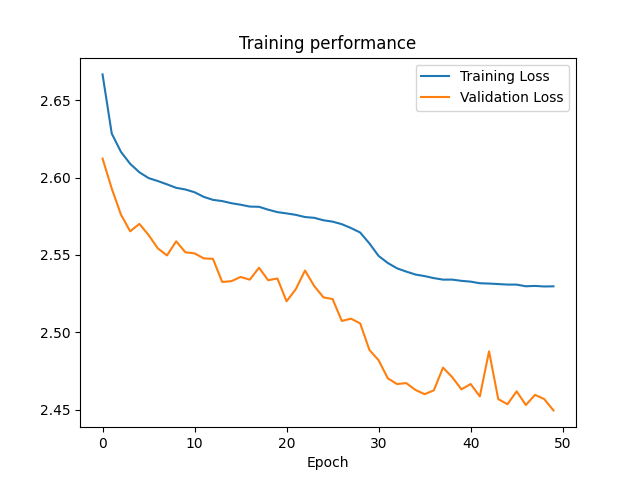 Training performance
Training Loss
Validation Loss
2.65
2.60
2.55
2.50
2.45
0 10 20 30 40 50
Epoch